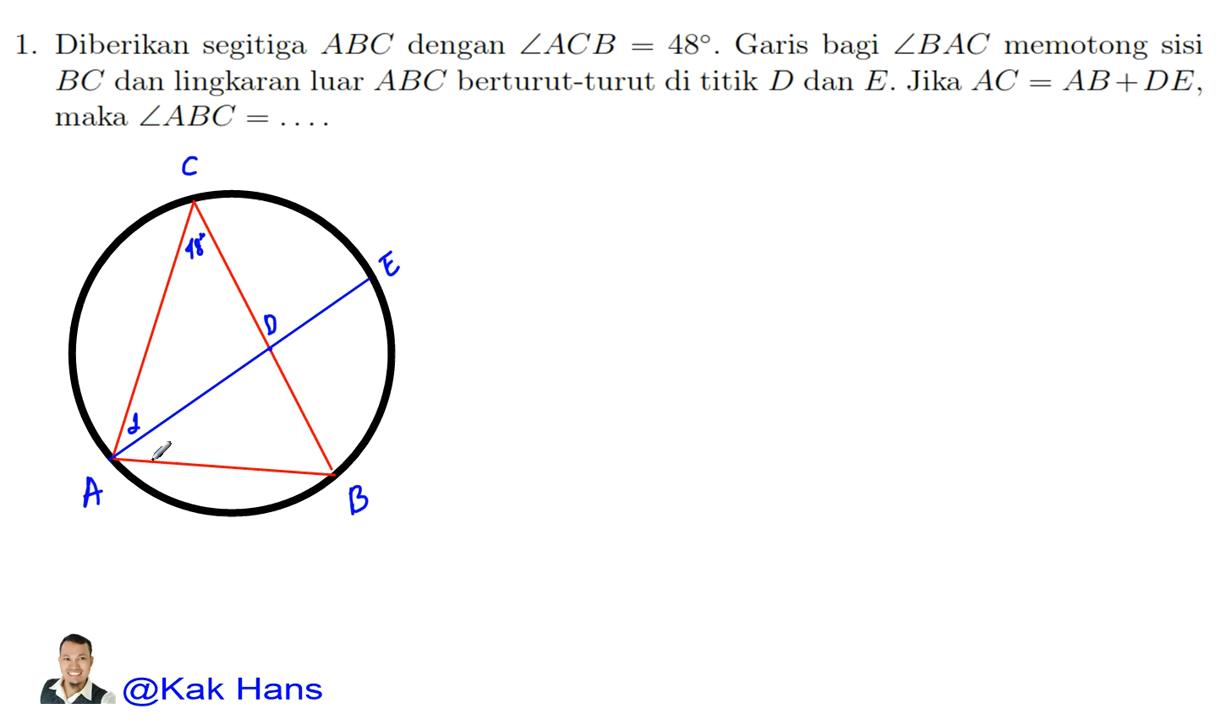 1. Diberikan segitiga ABC dengan ∠ACB = 48°. Garis bagi ∠BAC memotong sisi
BC dan lingkaran luar ABC berturut-turut di titik D dan E. Jika AC = AB + DE,
maka ∠ABC = ....
C
48°
E
D
A
B
@Kak Hans